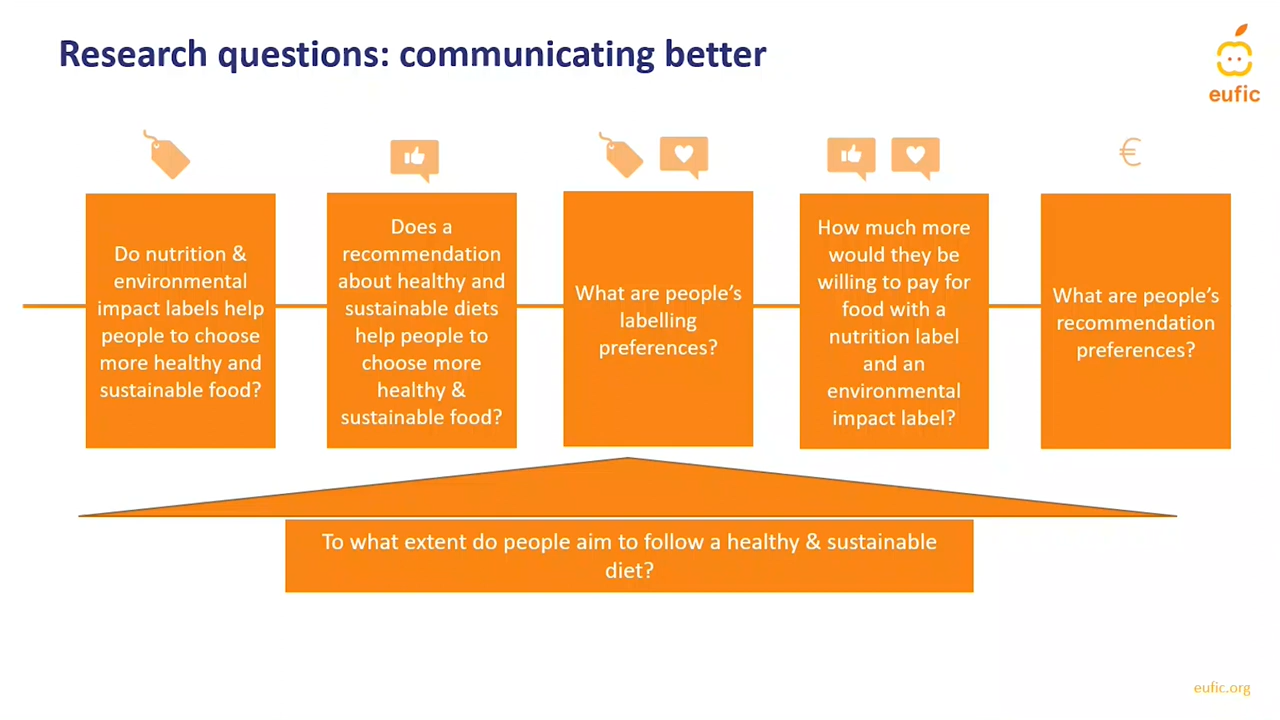 Research questions: communicating better
eufic
€
Do nutrition &
environmental
impact labels help
people to choose
more healthy and
sustainable food?
Does a
recommendation
about healthy and
sustainable diets
help people to
choose more
healthy &
sustainable food?
What are people’s
labelling
preferences?
How much more
would they be
willing to pay for
food with a
nutrition label
and an
environmental
impact label?
What are people’s
recommendation
preferences?
To what extent do people aim to follow a healthy & sustainable
diet?
eufic.org